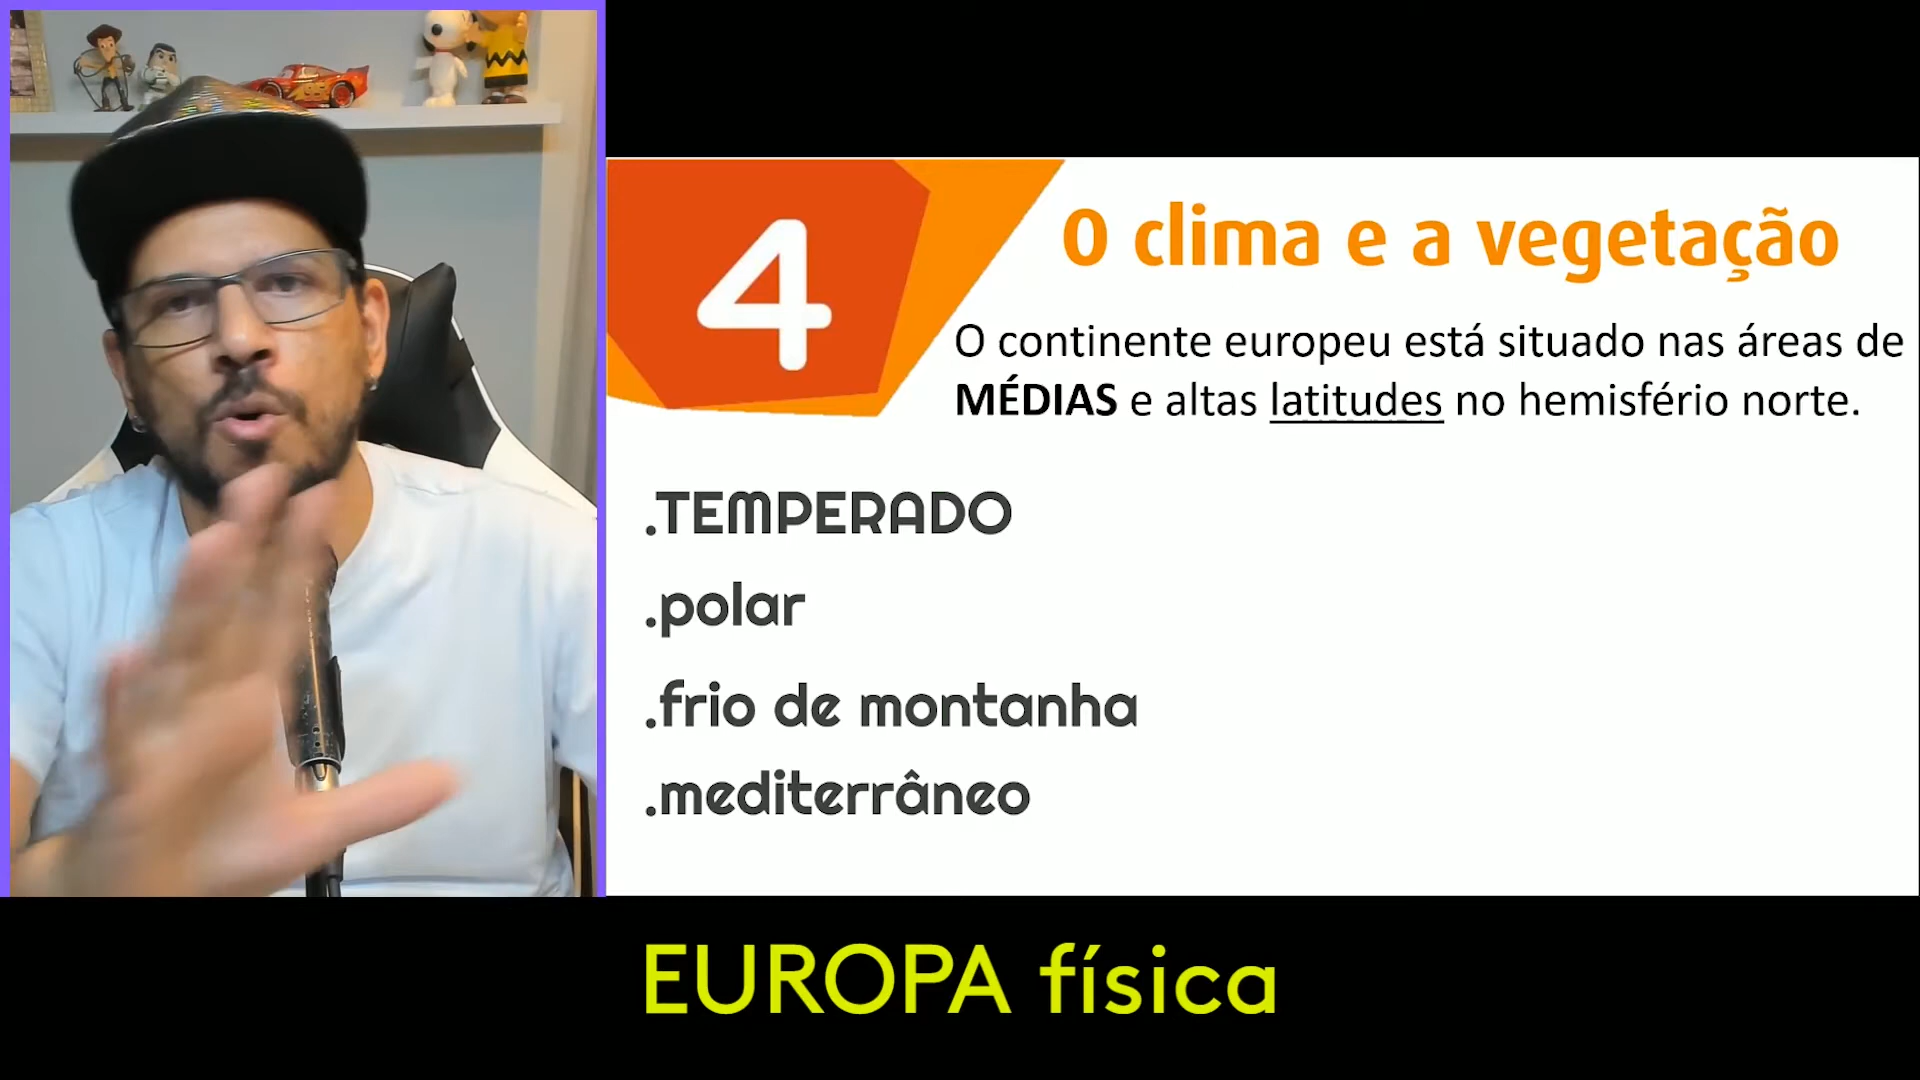 4
O clima e a vegetação
O continente europeu está situado nas áreas de
MÉDIAS e altas latitudes no hemisfério norte.
.TEMPERADO
.polar
.frio de montanha
.mediterrâneo
EUROPA física